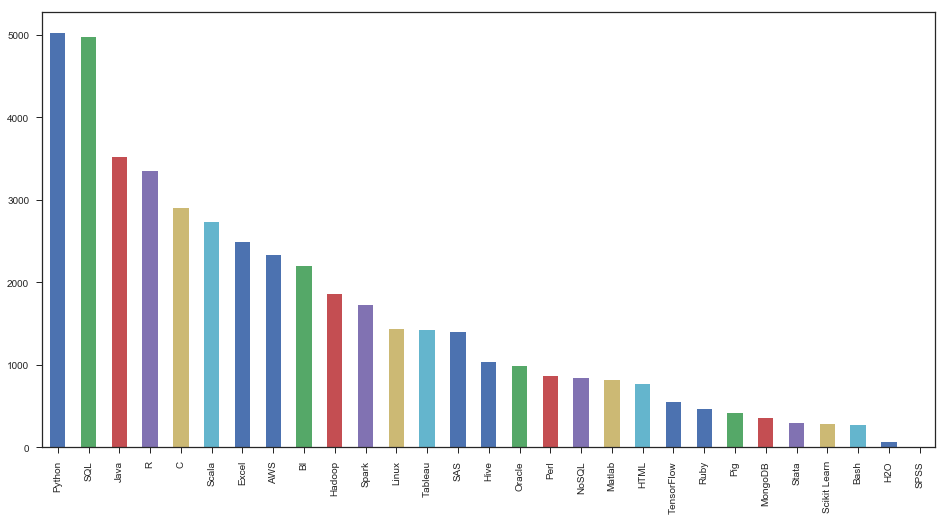 5000
4000
3000
2000
1000
0
Python
SQL
Java
R
C
Scala
Excel
AWS
BI
Hadoop
Spark
Linux
Tableau
SAS
Hive
Oracle
Perl
NoSQL
Matlab
HTML
TensorFlow
Ruby
Pig
MongoDB
Stata
Scikit Learn
Bash
H2O
SPSS